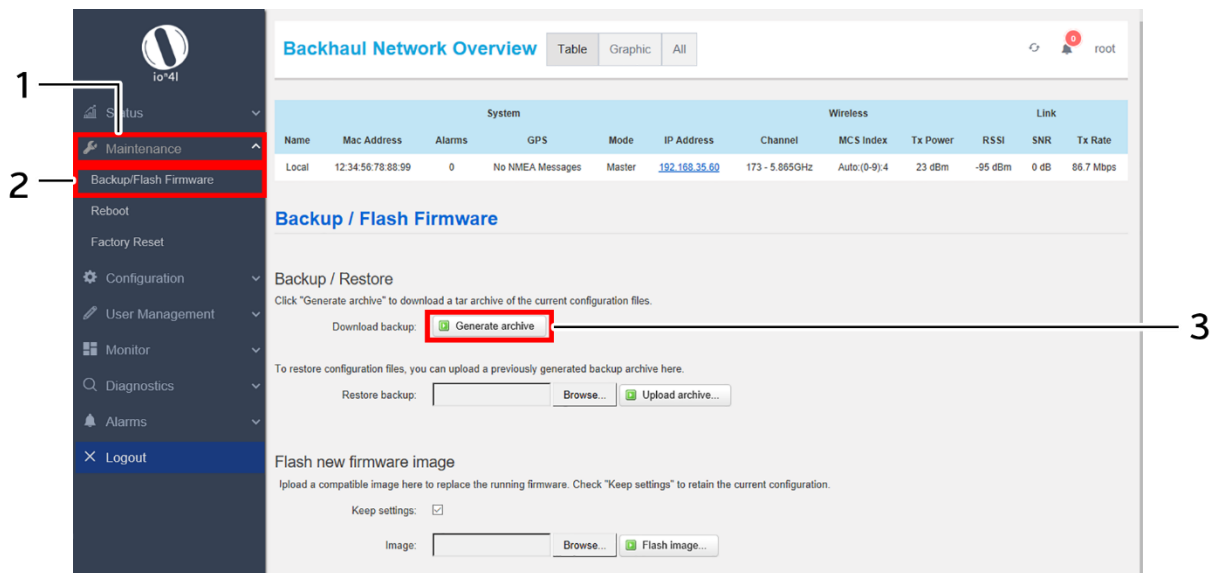 Backhaul Network Overview Table Graphic All 0 root
io"4l
1
Status
System Wireless Link
Name Mac Address Alarms GPS Mode IP Address Channel MCS Index Tx Power RSSI SNR Tx Rate
Maintenance
Local 12:34:56:78:88:99 0 No NMEA Messages Master 192.168.35.60 173 - 5.865GHz Auto:(0-9):4 23 dBm -95 dBm 0 dB 86.7 Mbps
2
Backup/Flash Firmware
Reboot
Backup / Flash Firmware
Factory Reset
Configuration
Backup / Restore
Click "Generate archive" to download a tar archive of the current configuration files.
User Management
Download backup: Generate archive
3
Monitor
To restore configuration files, you can upload a previously generated backup archive here.
Diagnostics
Restore backup: Browse... Upload archive...
Alarms
Logout
Flash new firmware image
lpload a compatible image here to replace the running firmware. Check "Keep settings" to retain the current configuration.
Keep settings:
Image: Browse... Flash image...